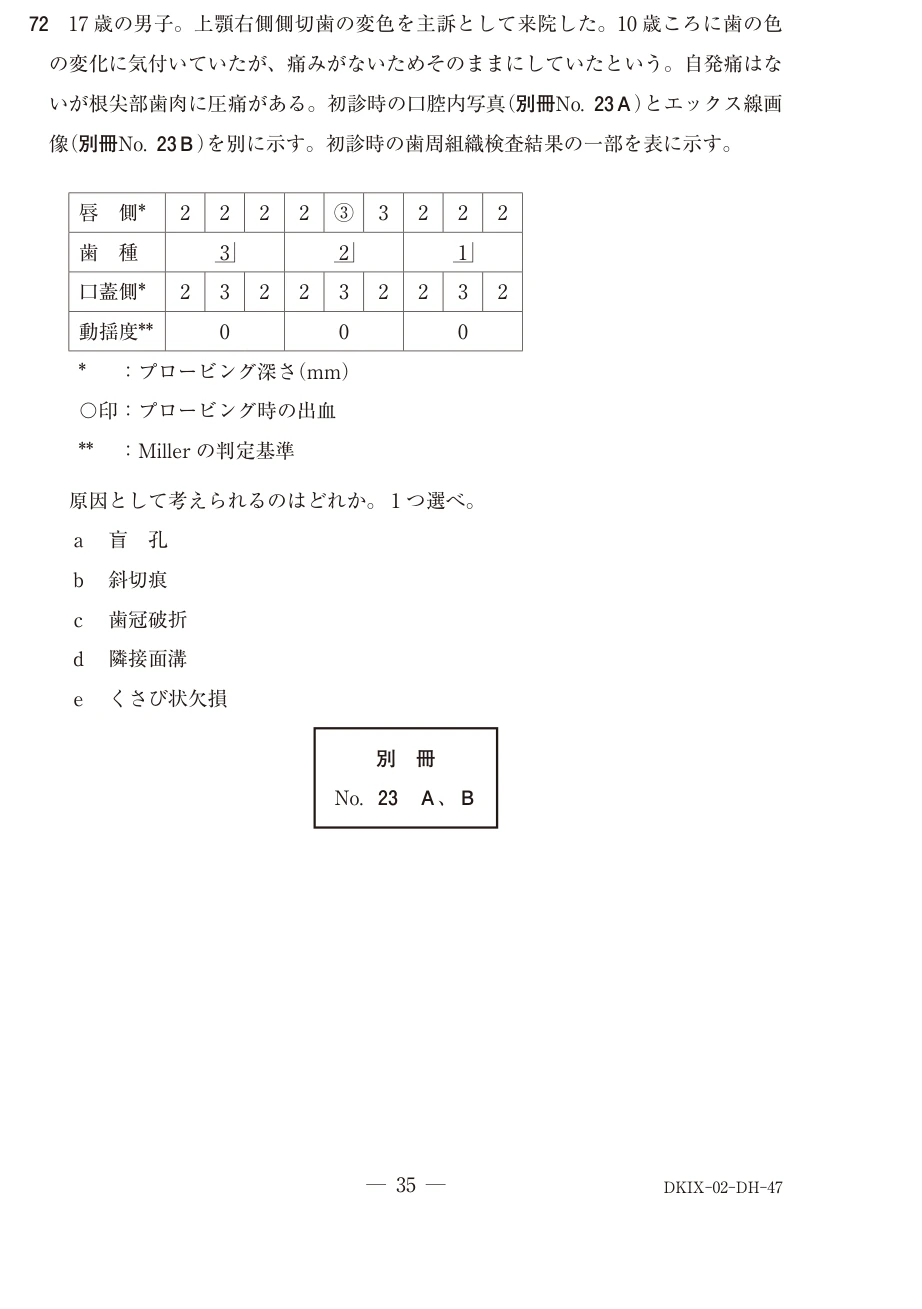 72 17歳の男子。上顎右側側切歯の変色を主訴として来院した。10歳ころに歯の色
の変化に気付いていたが、痛みがないためそのままにしていたという。自発痛はな
いが根尖部歯肉に圧痛がある。初診時の口腔内写真(別冊No. 23A)とエックス線画
像(別冊No. 23B)を別に示す。初診時の歯周組織検査結果の一部を表に示す。
唇 側* 2 2 2 2 ③ 3 2 2 2
歯 種 3┘ 2┘ 1┘
口蓋側* 2 3 2 2 3 2 2 3 2
動揺度** 0 0 0
* :プロービング深さ(mm)
○印:プロービング時の出血
** :Millerの判定基準
原因として考えられるのはどれか。1つ選べ。
a 盲 孔
b 斜切痕
c 歯冠破折
d 隣接面溝
e くさび状欠損
別 冊
No. 23 A、B
— 35 —
DKIX-02-DH-47